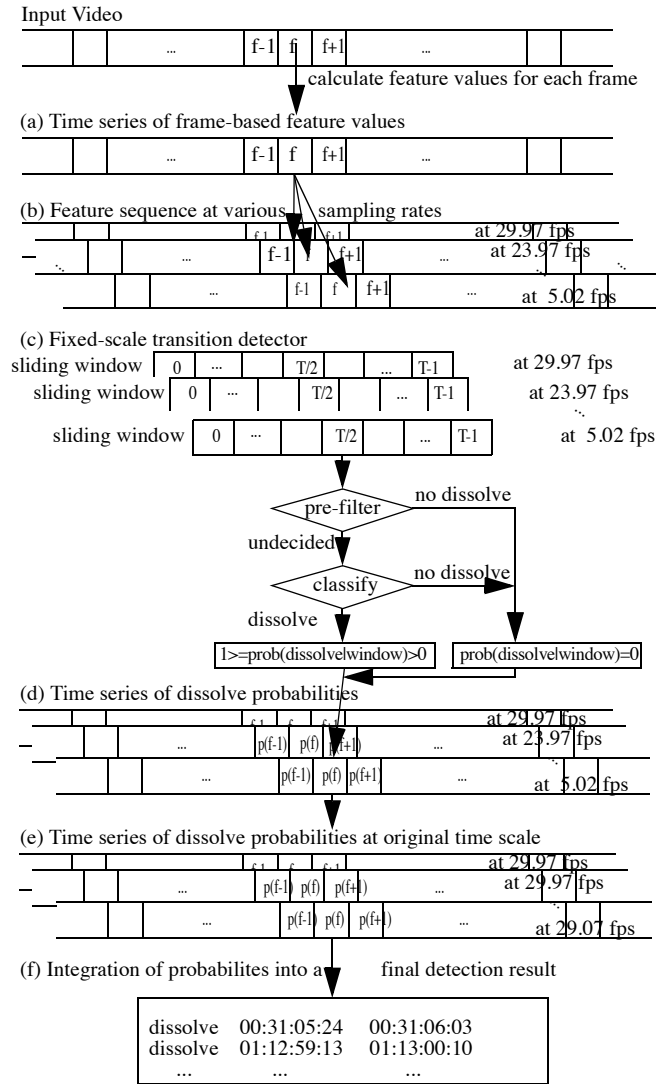 Input Video
... f-1 f f+1 ...
calculate feature values for each frame
(a) Time series of frame-based feature values
... f-1 f f+1 ...
(b) Feature sequence at various sampling rates
f-1 f f+1 at 29.97 fps
... f-1 f f+1 ... at 23.97 fps
... f-1 f f+1 ... at 5.02 fps
(c) Fixed-scale transition detector
sliding window 0 ... T/2 ... T-1 at 29.97 fps
sliding window 0 ... T/2 ... T-1 at 23.97 fps
sliding window 0 ... T/2 ... T-1 at 5.02 fps
pre-filter no dissolve
undecided
classify no dissolve
dissolve
1>=prob(dissolve|window)>0 prob(dissolve|window)=0
(d) Time series of dissolve probabilities
f-1 f f+1 at 29.97 fps
... p(f-1) p(f) p(f+1) ... at 23.97 fps
... p(f-1) p(f) p(f+1) ... at 5.02 fps
(e) Time series of dissolve probabilities at original time scale
f-1 f f+1 at 29.97 fps
... p(f-1) p(f) p(f+1) ... at 29.97 fps
... p(f-1) p(f) p(f+1) ... at 29.07 fps
(f) Integration of probabilites into a final detection result
dissolve 00:31:05:24 00:31:06:03
dissolve 01:12:59:13 01:13:00:10
... ... ...